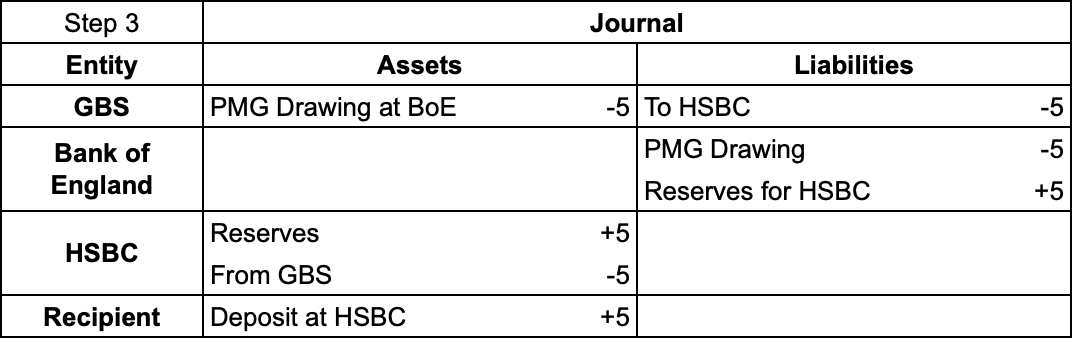 Step 3 Journal
Entity Assets Liabilities
GBS PMG Drawing at BoE -5 To HSBC -5
Bank of England PMG Drawing -5
Reserves for HSBC +5
HSBC Reserves +5
From GBS -5
Recipient Deposit at HSBC +5